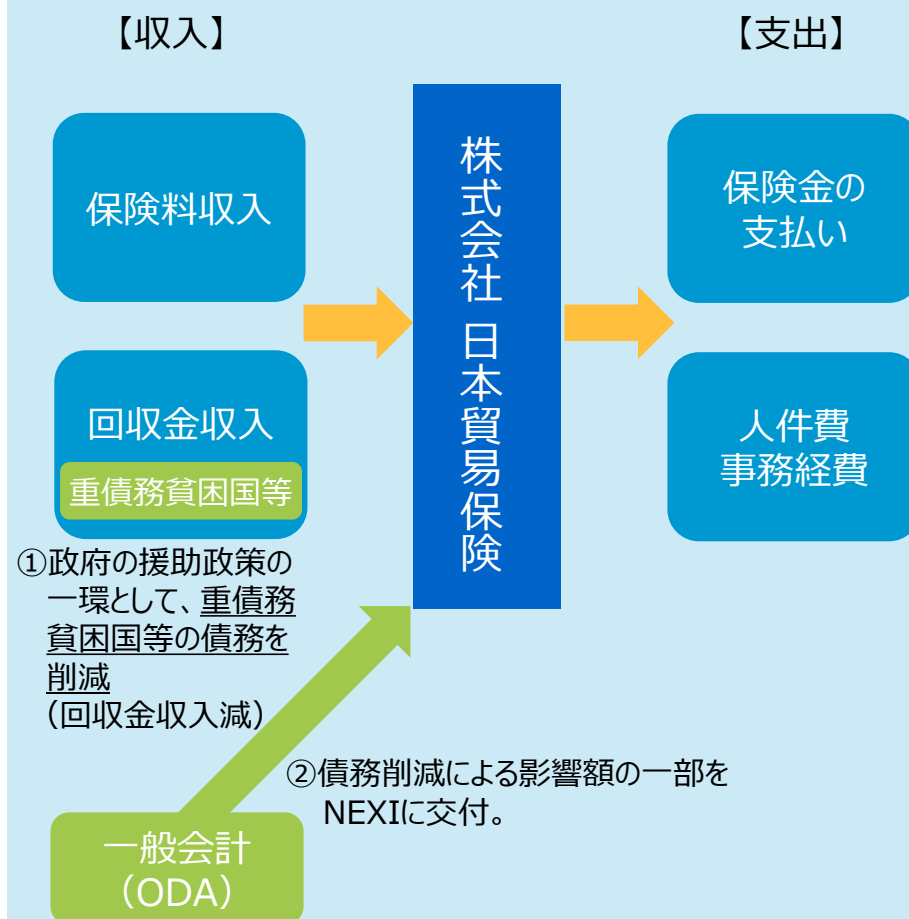 【収入】
【支出】
保険料収入
回収金収入
重債務貧困国等
株式会社 日本貿易保険
保険金の
支払い
人件費
事務経費
①政府の援助政策の
一環として、重債務
貧困国等の債務を
削減
（回収金収入減）
②債務削減による影響額の一部を
NEXIに交付。
一般会計
（ODA）